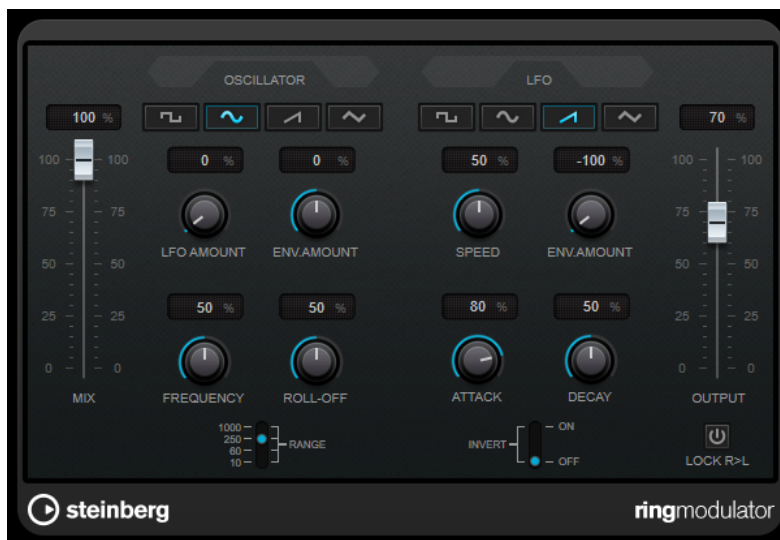 OSCILLATOR
LFO
100 %
70 %
0 %
0 %
50 %
-100 %
100
100
75
75
50
50
25
25
0
0
MIX
LFO AMOUNT
ENV.AMOUNT
SPEED
ENV.AMOUNT
50 %
50 %
80 %
50 %
FREQUENCY
ROLL-OFF
ATTACK
DECAY
100
100
75
75
50
50
25
25
0
0
OUTPUT
1000
250
60
10
RANGE
INVERT
ON
OFF
LOCK R>L
steinberg
ringmodulator